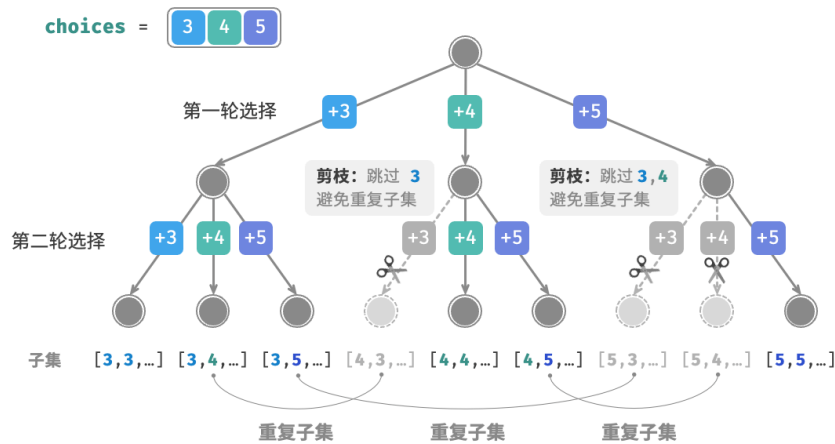 choices = 3 4 5
第一轮选择
+3 +4 +5
剪枝：跳过 3
避免重复子集
剪枝：跳过 3,4
避免重复子集
第二轮选择
+3 +4 +5 +3 +4 +5 +3 +4 +5
子集 [3,3,…] [3,4,…] [3,5,…] [4,3,…] [4,4,…] [4,5,…] [5,3,…] [5,4,…] [5,5,…]
重复子集 重复子集 重复子集